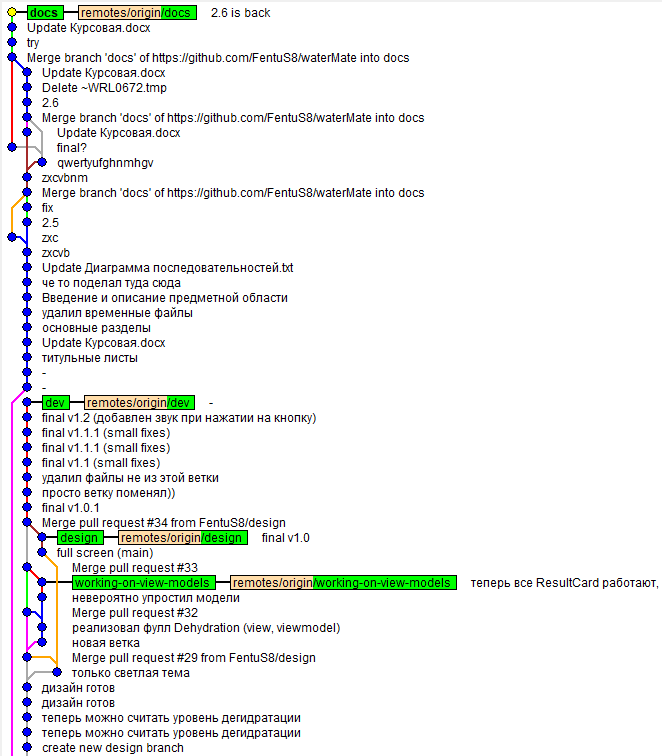 docs remotes/origin/docs 2.6 is back
Update Курсовая.docx
try
Merge branch 'docs' of https://github.com/FentuS8/waterMate into docs
Update Курсовая.docx
Delete ~WRL0672.tmp
2.6
Merge branch 'docs' of https://github.com/FentuS8/waterMate into docs
Update Курсовая.docx
final?
qwertyufghnmhgv
zxcvbnm
Merge branch 'docs' of https://github.com/FentuS8/waterMate into docs
fix
2.5
zxc
zxcvb
Update Диаграмма последовательностей.txt
че то поделал туда сюда
Введение и описание предметной области
удалил временные файлы
основные разделы
Update Курсовая.docx
титульные листы
-
-
dev remotes/origin/dev -
final v1.2 (добавлен звук при нажатии на кнопку)
final v1.1.1 (small fixes)
final v1.1.1 (small fixes)
final v1.1 (small fixes)
удалил файлы не из этой ветки
просто ветку поменял))
final v1.0.1
Merge pull request #34 from FentuS8/design
design remotes/origin/design final v1.0
full screen (main)
Merge pull request #33
working-on-view-models remotes/origin/working-on-view-models теперь все ResultCard работают,
невероятно упростил модели
Merge pull request #32
реализовал фулл Dehydration (view, viewmodel)
новая ветка
Merge pull request #29 from FentuS8/design
только светлая тема
дизайн готов
дизайн готов
теперь можно считать уровень дегидратации
теперь можно считать уровень дегидратации
create new design branch